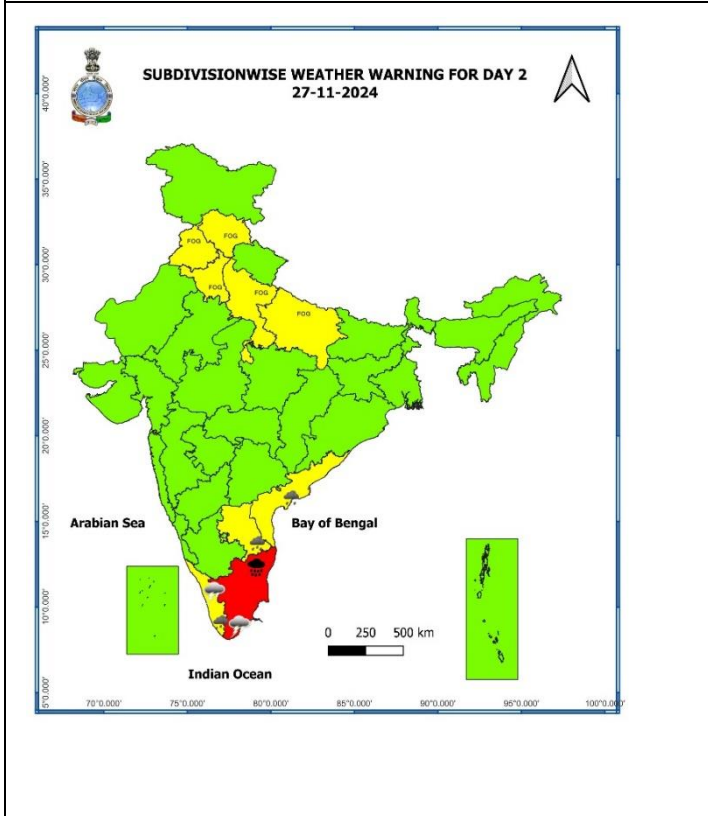 SUBDIVISIONWISE WEATHER WARNING FOR DAY 2
27-11-2024
40°0.000'
35°0.000'
30°0.000'
25°0.000'
20°0.000'
15°0.000'
10°0.000'
5°0.000'
FOG
FOG
FOG
FOG
FOG
Arabian Sea
Bay of Bengal
0 250 500 km
Indian Ocean
70°0.000' 75°0.000' 80°0.000' 85°0.000' 90°0.000' 95°0.000' 100°0.000'